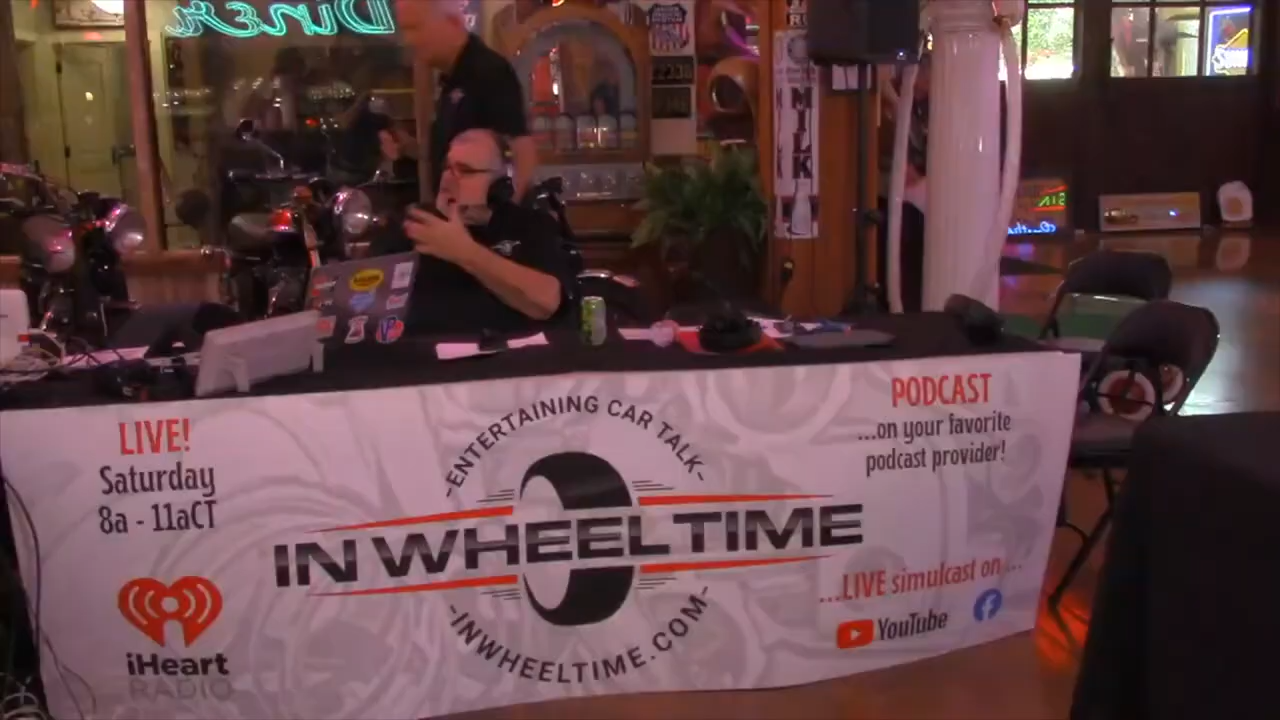 Diner
MILK
LIVE!
Saturday
8a - 11aCT
iHeart
RADIO
-ENTERTAINING CAR TALK-
IN WHEEL TIME
-INWHEELTIME.COM-
PODCAST
...on your favorite
podcast provider!
...LIVE simulcast on...
YouTube